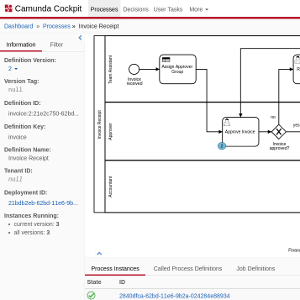 Camunda Cockpit
Processes Decisions User Tasks More
Dashboard » Processes » Invoice Receipt
Information Filter
Definition Version:
2
Version Tag:
null
Definition ID:
invoice:2:21e2c750-62bd...
Definition Key:
invoice
Definition Name:
Invoice Receipt
Tenant ID:
null
Deployment ID:
21bdb2eb-62bd-11e6-9b...
Instances Running:
current version: 3
all versions: 3
Invoice Receipt
Team Assistant
Approver
Accountant
Invoice
received
Assign Approver
Group
Approve Invoice
Invoice
approved?
no
yes
Process Instances Called Process Definitions Job Definitions
State ID
2840dfca-62bd-11e6-9b2a-024284e88934